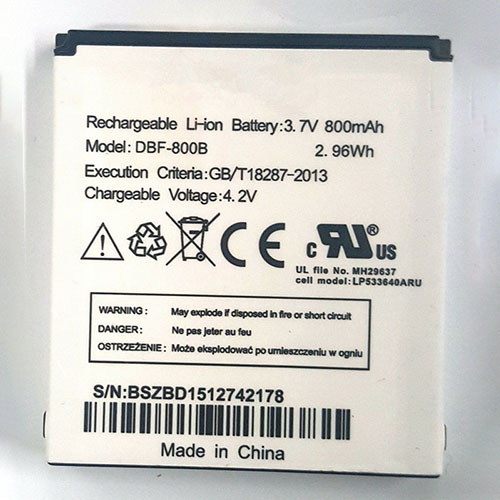 Rechargeable Li-ion Battery:3.7V 800mAh
Model: DBF-800B 2.96Wh
Execution Criteria:GB/T18287-2013
Chargeable Voltage:4.2V
CE c RU® US
UL file No. MH29637
cell model:LP533640ARU
WARNING : May explode if disposed in fire or short circuit
DANGER : Ne pas jeter au feu
OSTRZEŻENIE : Może eksplodować po umieszczeniu w ogniu
S/N:BSZBD1512742178
Made in China